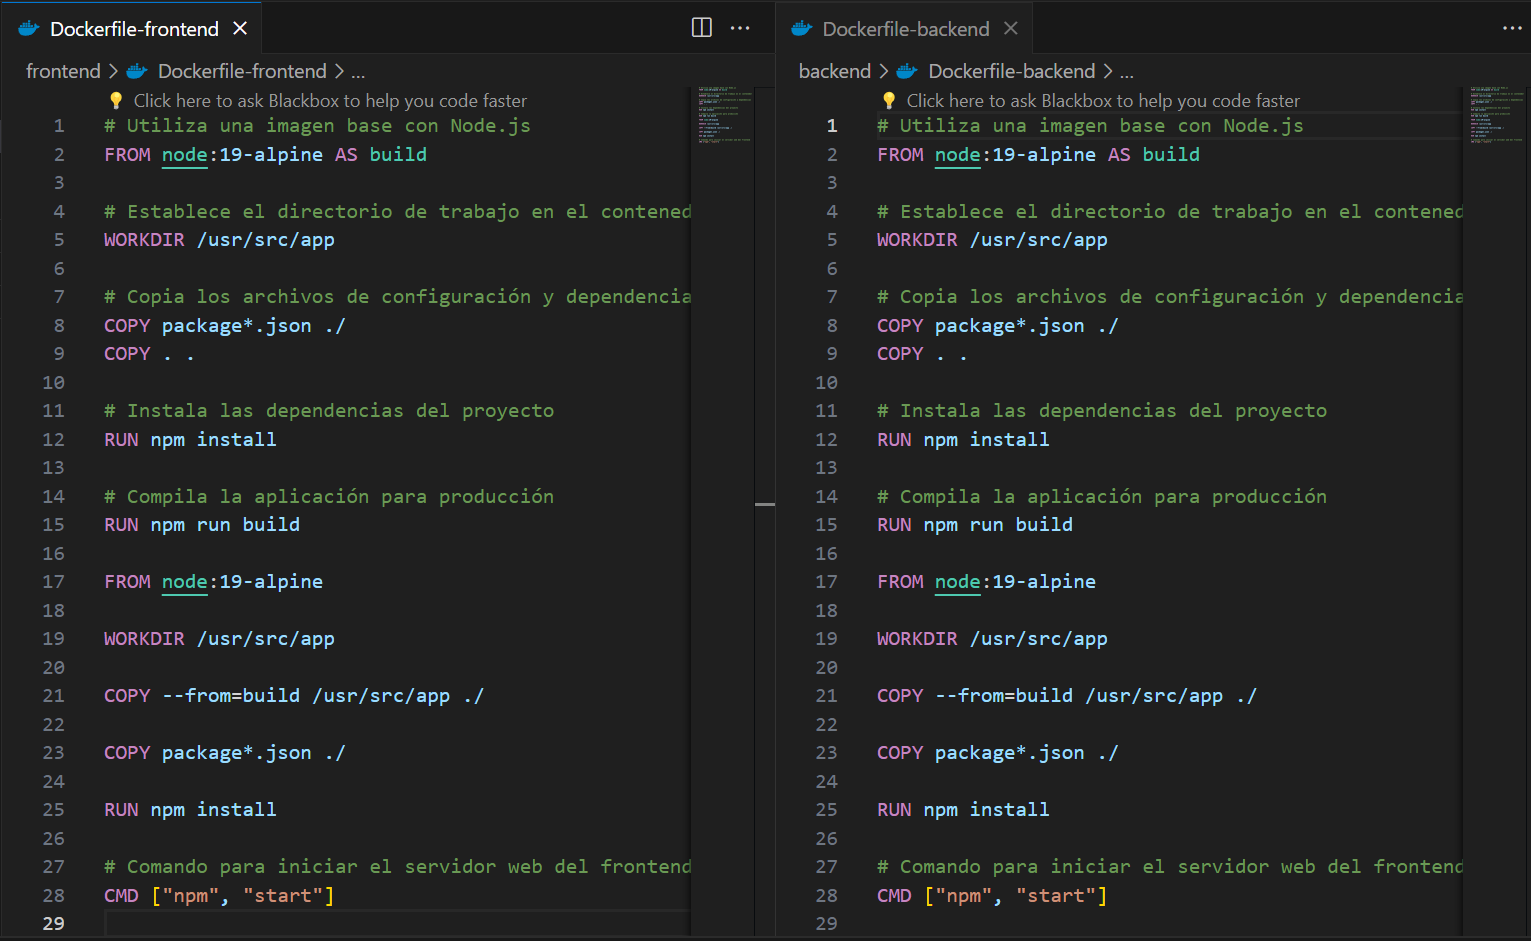 Dockerfile-frontend
frontend > Dockerfile-frontend > ...
Click here to ask Blackbox to help you code faster
1 # Utiliza una imagen base con Node.js
2 FROM node:19-alpine AS build
3
4 # Establece el directorio de trabajo en el contened
5 WORKDIR /usr/src/app
6
7 # Copia los archivos de configuración y dependencia
8 COPY package*.json ./
9 COPY . .
10
11 # Instala las dependencias del proyecto
12 RUN npm install
13
14 # Compila la aplicación para producción
15 RUN npm run build
16
17 FROM node:19-alpine
18
19 WORKDIR /usr/src/app
20
21 COPY --from=build /usr/src/app ./
22
23 COPY package*.json ./
24
25 RUN npm install
26
27 # Comando para iniciar el servidor web del frontend
28 CMD ["npm", "start"]
29
Dockerfile-backend
backend > Dockerfile-backend > ...
Click here to ask Blackbox to help you code faster
1 # Utiliza una imagen base con Node.js
2 FROM node:19-alpine AS build
3
4 # Establece el directorio de trabajo en el contened
5 WORKDIR /usr/src/app
6
7 # Copia los archivos de configuración y dependencia
8 COPY package*.json ./
9 COPY . .
10
11 # Instala las dependencias del proyecto
12 RUN npm install
13
14 # Compila la aplicación para producción
15 RUN npm run build
16
17 FROM node:19-alpine
18
19 WORKDIR /usr/src/app
20
21 COPY --from=build /usr/src/app ./
22
23 COPY package*.json ./
24
25 RUN npm install
26
27 # Comando para iniciar el servidor web del frontend
28 CMD ["npm", "start"]
29